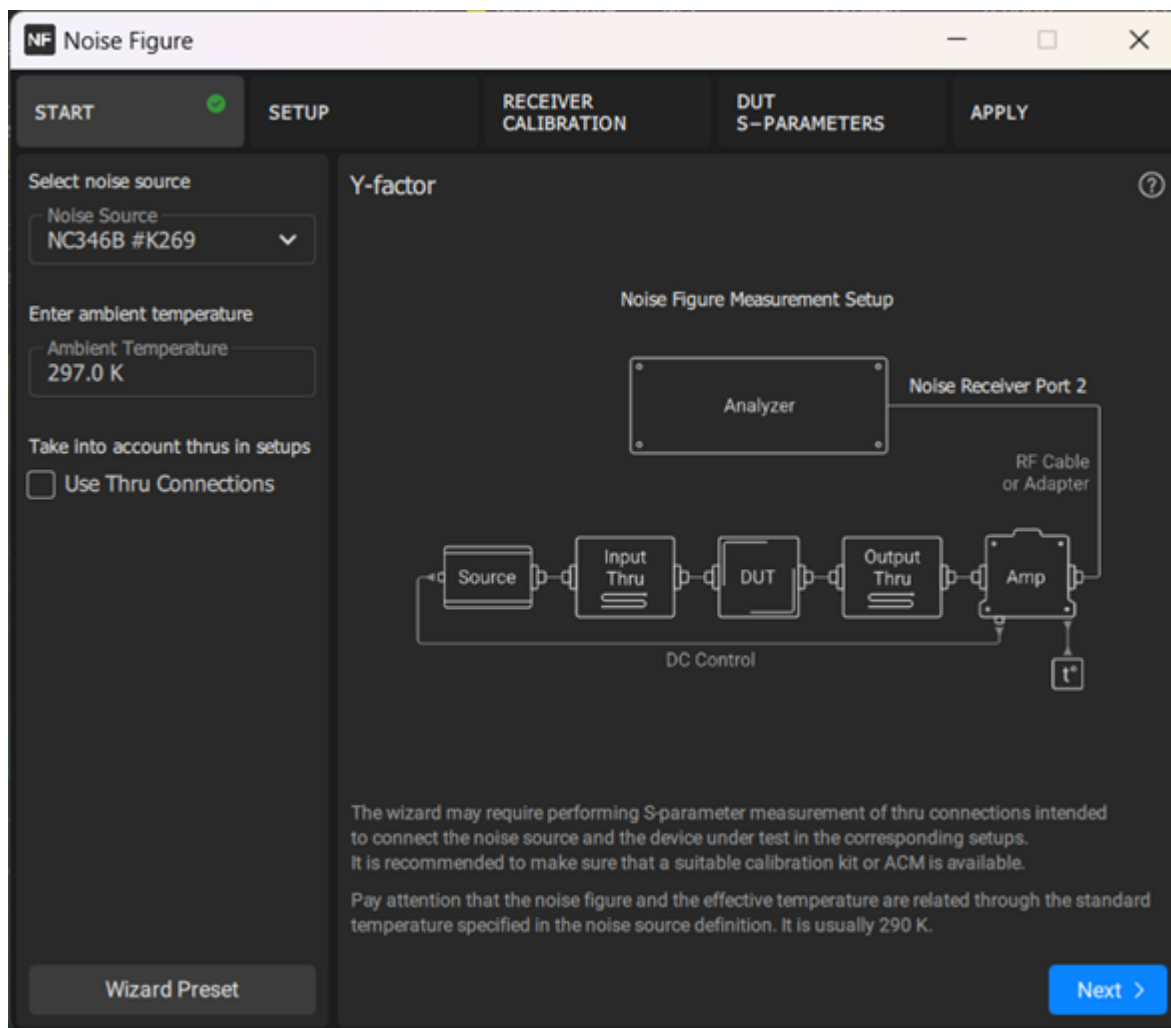 NF Noise Figure
START
SETUP
RECEIVER
CALIBRATION
DUT
S-PARAMETERS
APPLY
Select noise source
Noise Source
NC346B #K269
Enter ambient temperature
Ambient Temperature
297.0 K
Take into account thrus in setups
Use Thru Connections
Wizard Preset
Y-factor
Noise Figure Measurement Setup
Analyzer
Noise Receiver Port 2
RF Cable
or Adapter
Source
Input
Thru
DUT
Output
Thru
Amp
DC Control
t°
The wizard may require performing S-parameter measurement of thru connections intended
to connect the noise source and the device under test in the corresponding setups.
It is recommended to make sure that a suitable calibration kit or ACM is available.
Pay attention that the noise figure and the effective temperature are related through the standard
temperature specified in the noise source definition. It is usually 290 K.
Next >